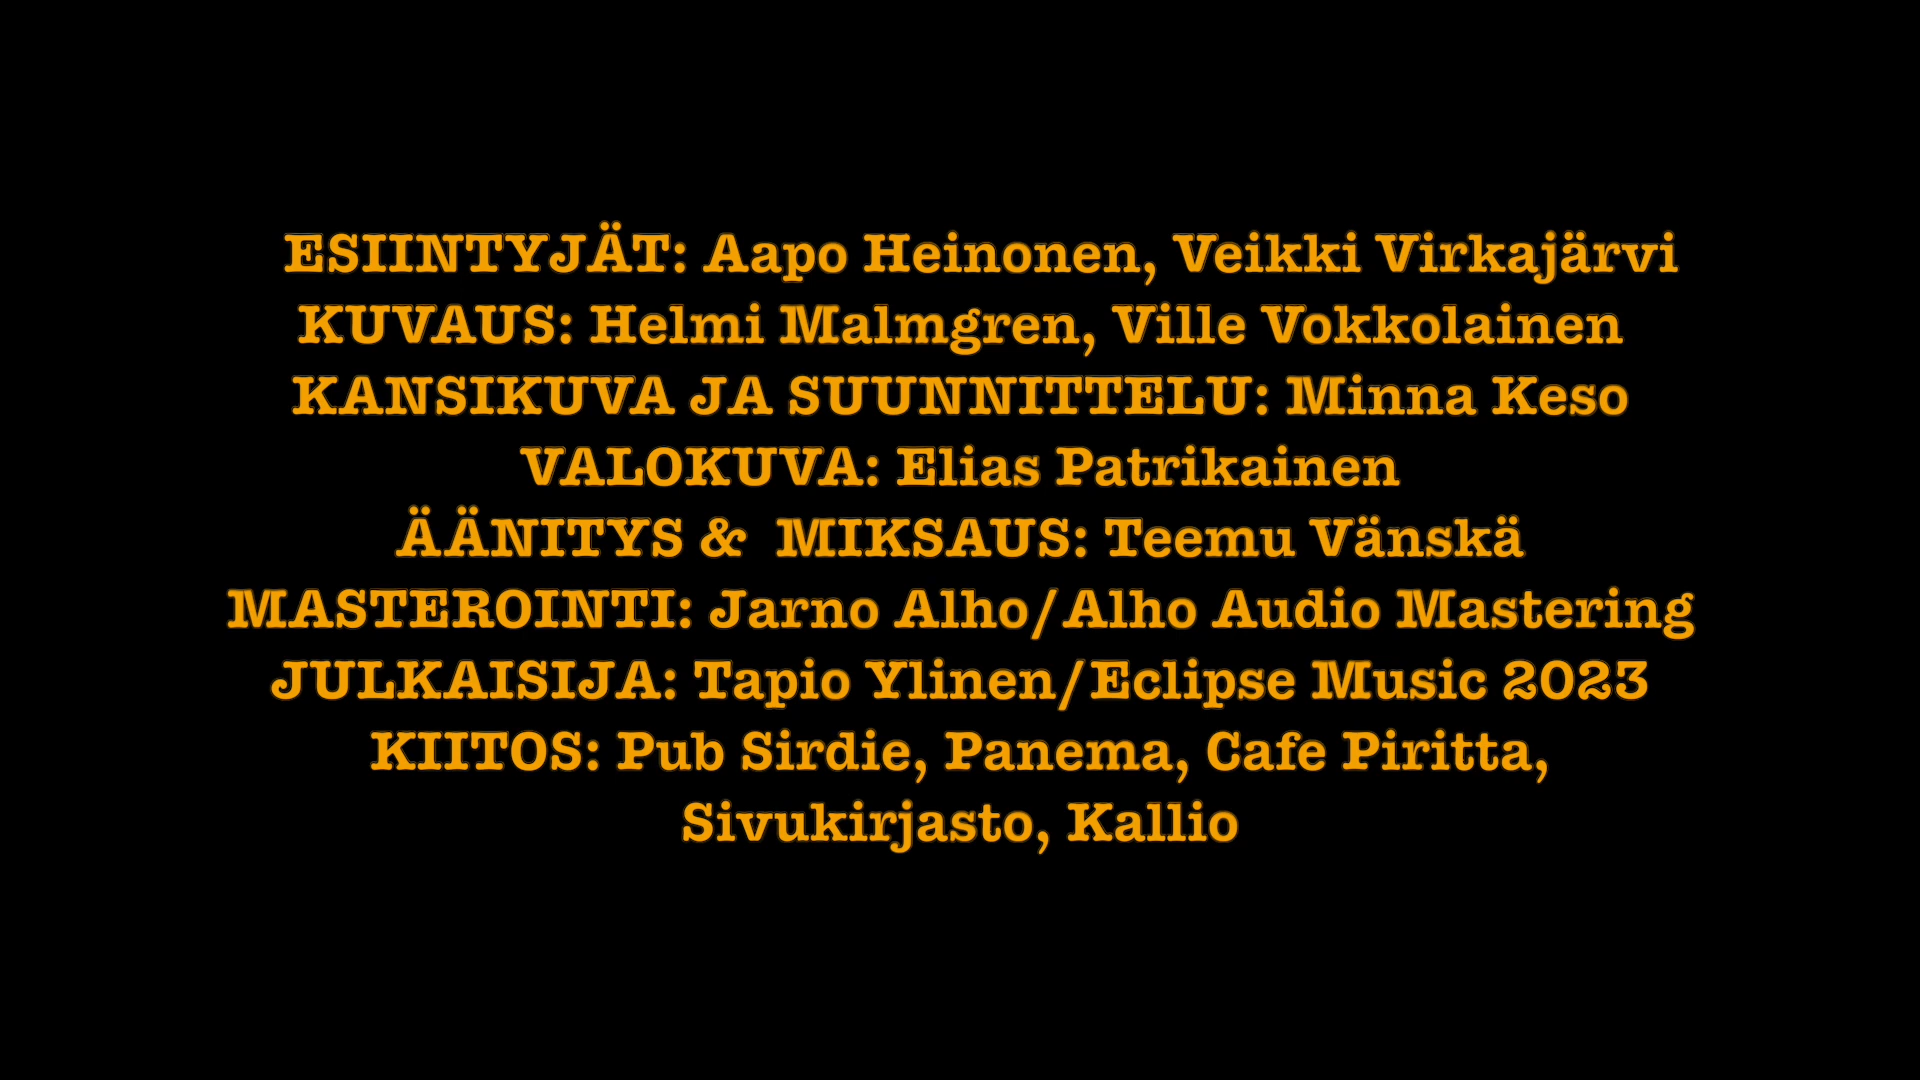 ESIINTYJÄT: Aapo Heinonen, Veikki Virkajärvi
KUVAUS: Helmi Malmgren, Ville Vokkolainen
KANSIKUVA JA SUUNNITTELU: Minna Keso
VALOKUVA: Elias Patrikainen
ÄÄNITYS &  MIKSAUS: Teemu Vänskä
MASTEROINTI: Jarno Alho/Alho Audio Mastering
JULKAISIJA: Tapio Ylinen/Eclipse Music 2023
KIITOS: Pub Sirdie, Panema, Cafe Piritta,
Sivukirjasto, Kallio